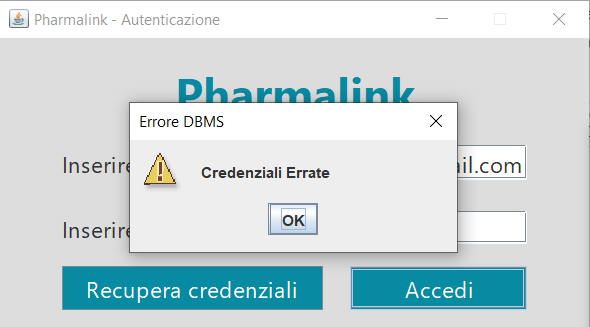 Pharmalink - Autenticazione
Pharmalink
Errore DBMS
Inserire
ail.com
Credenziali Errate
OK
Inserire
Recupera credenziali
Accedi